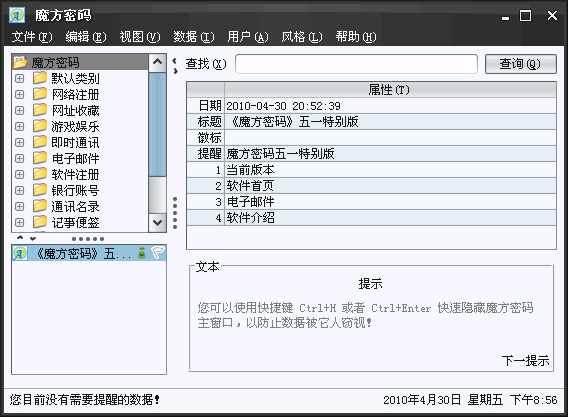 魔方密码
文件(F) 编辑(E) 视图(V) 数据(I) 用户(A) 风格(L) 帮助(H)
魔方密码
默认类别
网络注册
网址收藏
游戏娱乐
即时通讯
电子邮件
软件注册
银行账号
通讯名录
记事便签
《魔方密码》五...
查找(X)
查询(Q)
属性(T)
日期 2010-04-30 20:52:39
标题 《魔方密码》五一特别版
徽标
提醒 魔方密码五一特别版
1 当前版本
2 软件首页
3 电子邮件
4 软件介绍
文本
提示
您可以使用快捷键 Ctrl+H 或者 Ctrl+Enter 快速隐藏魔方密码
主窗口，以防止数据被它人窃视!
下一提示
您目前没有需要提醒的数据!
2010年4月30日 星期五 下午8:56